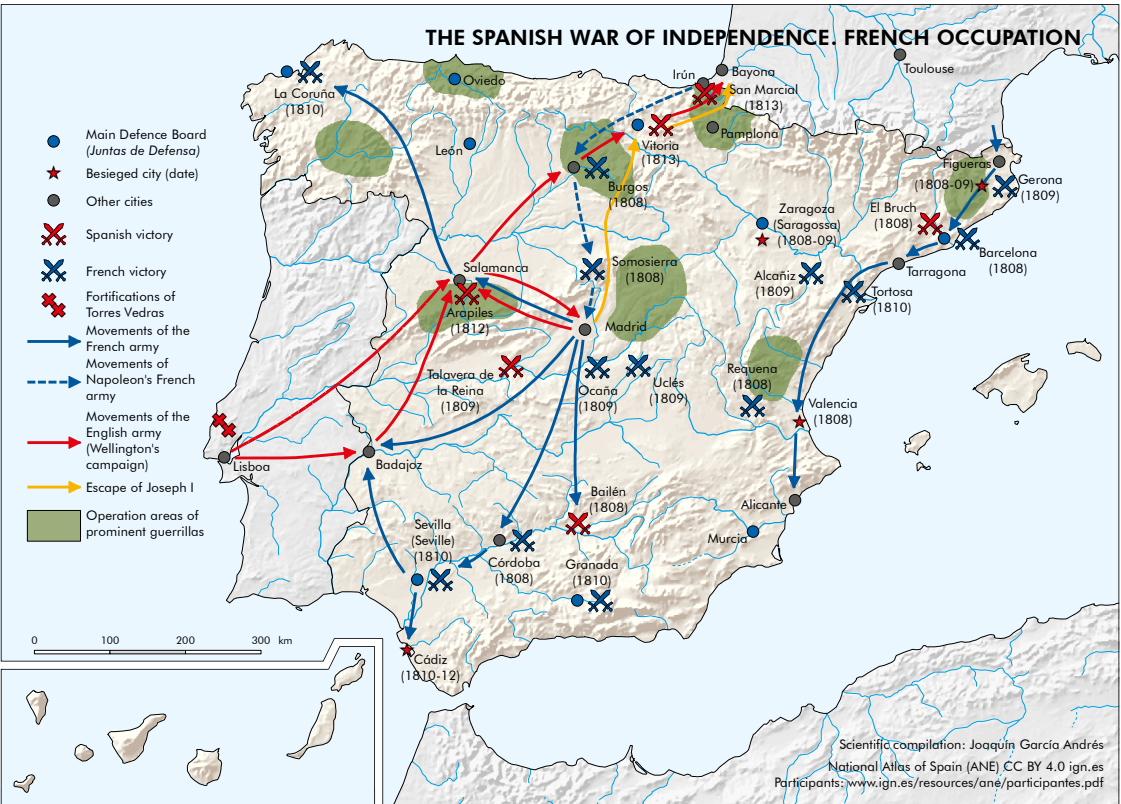 THE SPANISH WAR OF INDEPENDENCE. FRENCH OCCUPATION
Main Defence Board
(Juntas de Defensa)
Besieged city (date)
Other cities
Spanish victory
French victory
Fortifications of
Torres Vedras
Movements of the
French army
Movements of
Napoleon's French
army
Movements of the
English army
(Wellington's
campaign)
Escape of Joseph I
Operation areas of
prominent guerrillas
La Coruña
(1810)
Oviedo
León
Irún
Bayona
San Marcial
(1813)
Toulouse
Pamplona
Vitoria
(1813)
Burgos
(1808)
Figueras
(1808-09)
Gerona
(1809)
El Bruch
(1808)
Barcelona
(1808)
Zaragoza
(Saragossa)
(1808-09)
Tarragona
Alcañiz
(1809)
Tortosa
(1810)
Salamanca
Arapiles
(1812)
Somosierra
(1808)
Madrid
Talavera de
la Reina
(1809)
Ocaña
(1809)
Uclés
(1809)
Requena
(1808)
Valencia
(1808)
Lisboa
Badajoz
Bailén
(1808)
Alicante
Murcia
Sevilla
(Seville)
(1810)
Córdoba
(1808)
Granada
(1810)
Cádiz
(1810-12)
0 100 200 300 km
Scientific compilation: Joaquín García Andrés
National Atlas of Spain (ANE) CC BY 4.0 ign.es
Participants: www.ign.es/resources/ane/participantes.pdf